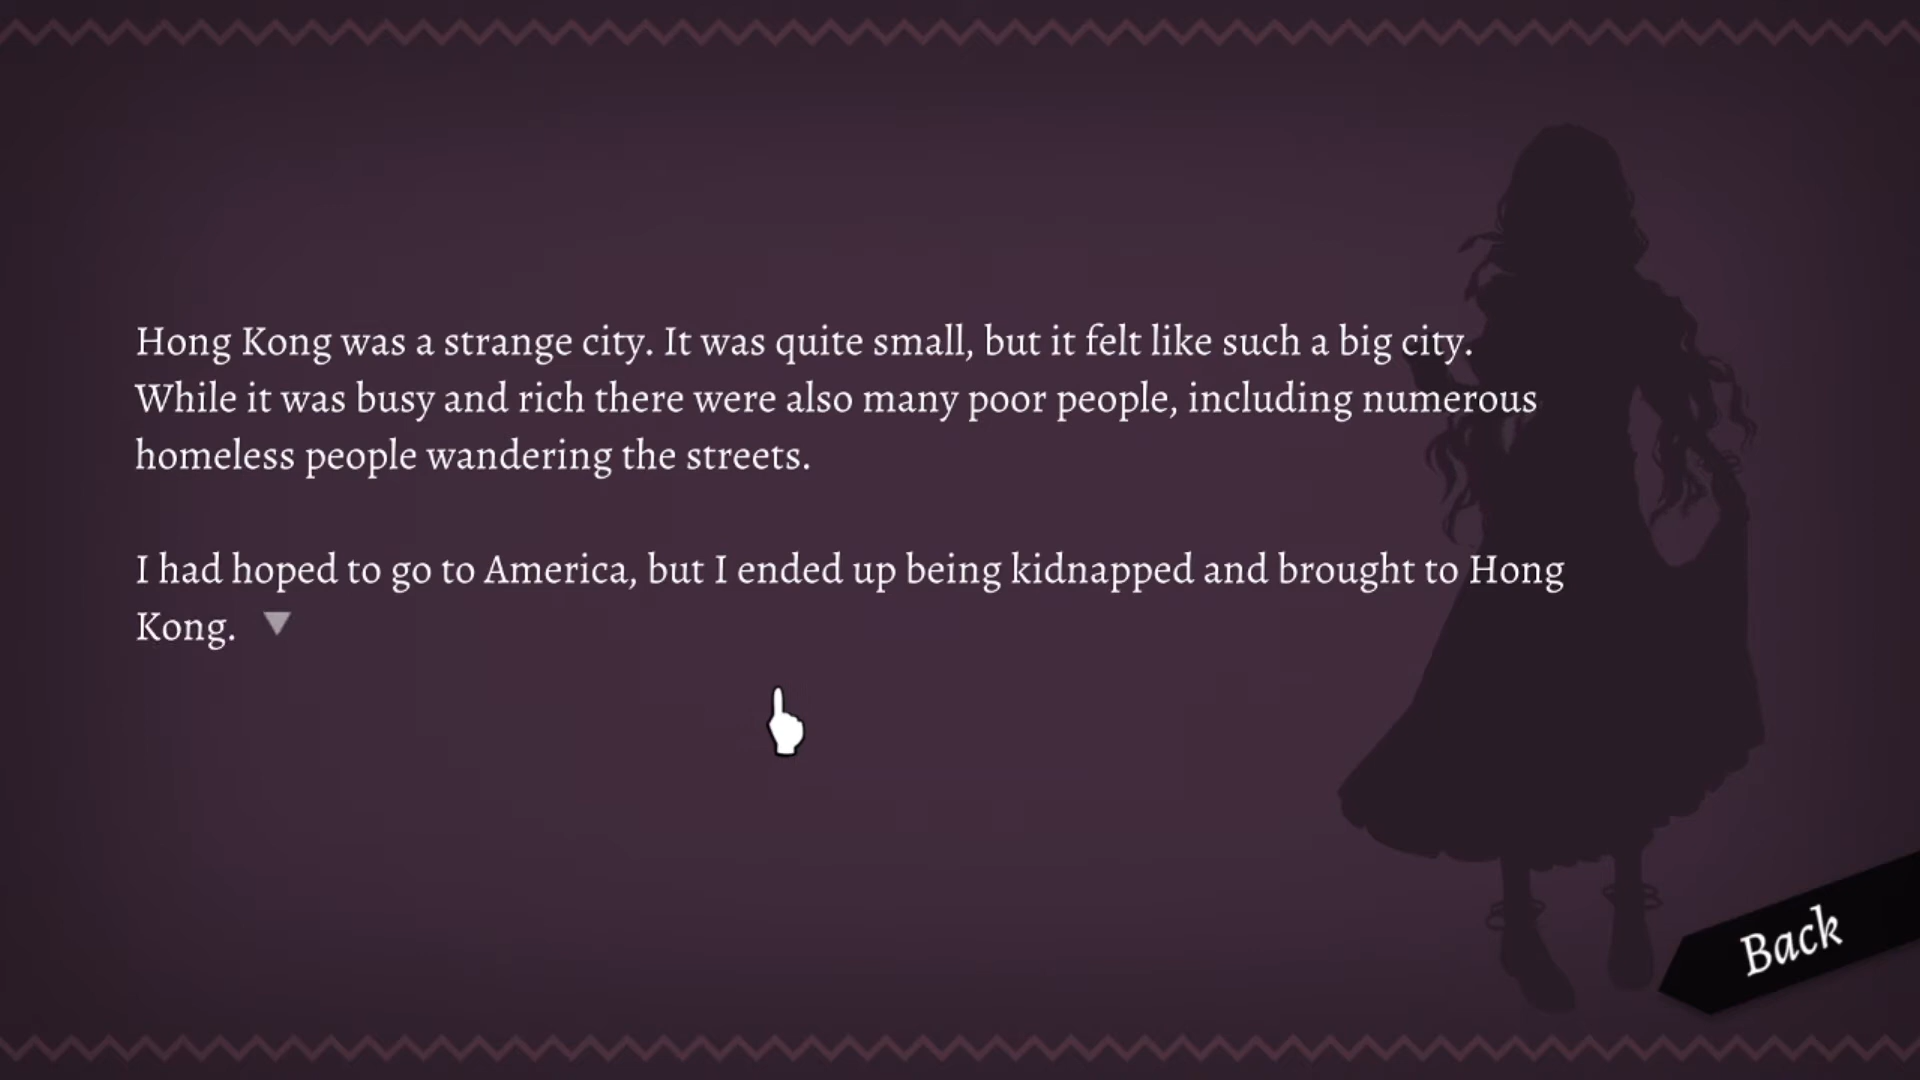 Hong Kong was a strange city. It was quite small, but it felt like such a big city.
While it was busy and rich there were also many poor people, including numerous
homeless people wandering the streets.
I had hoped to go to America, but I ended up being kidnapped and brought to Hong
Kong.
Back